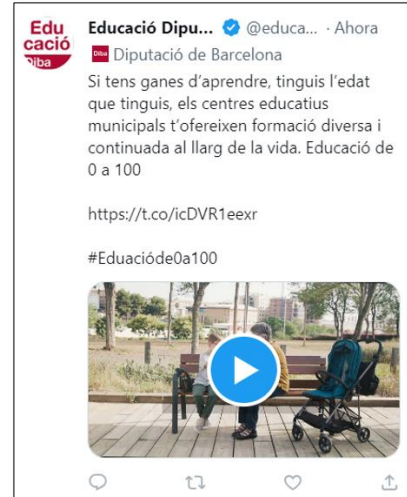 Edu
cació
Diba
Educació Dipu... @educa... · Ahora
Diba Diputació de Barcelona
Si tens ganes d'aprendre, tinguis l'edat
que tinguis, els centres educatius
municipals t'ofereixen formació diversa i
continuada al llarg de la vida. Educació de
0 a 100
https://t.co/icDVR1eexr
#Eduacióde0a100